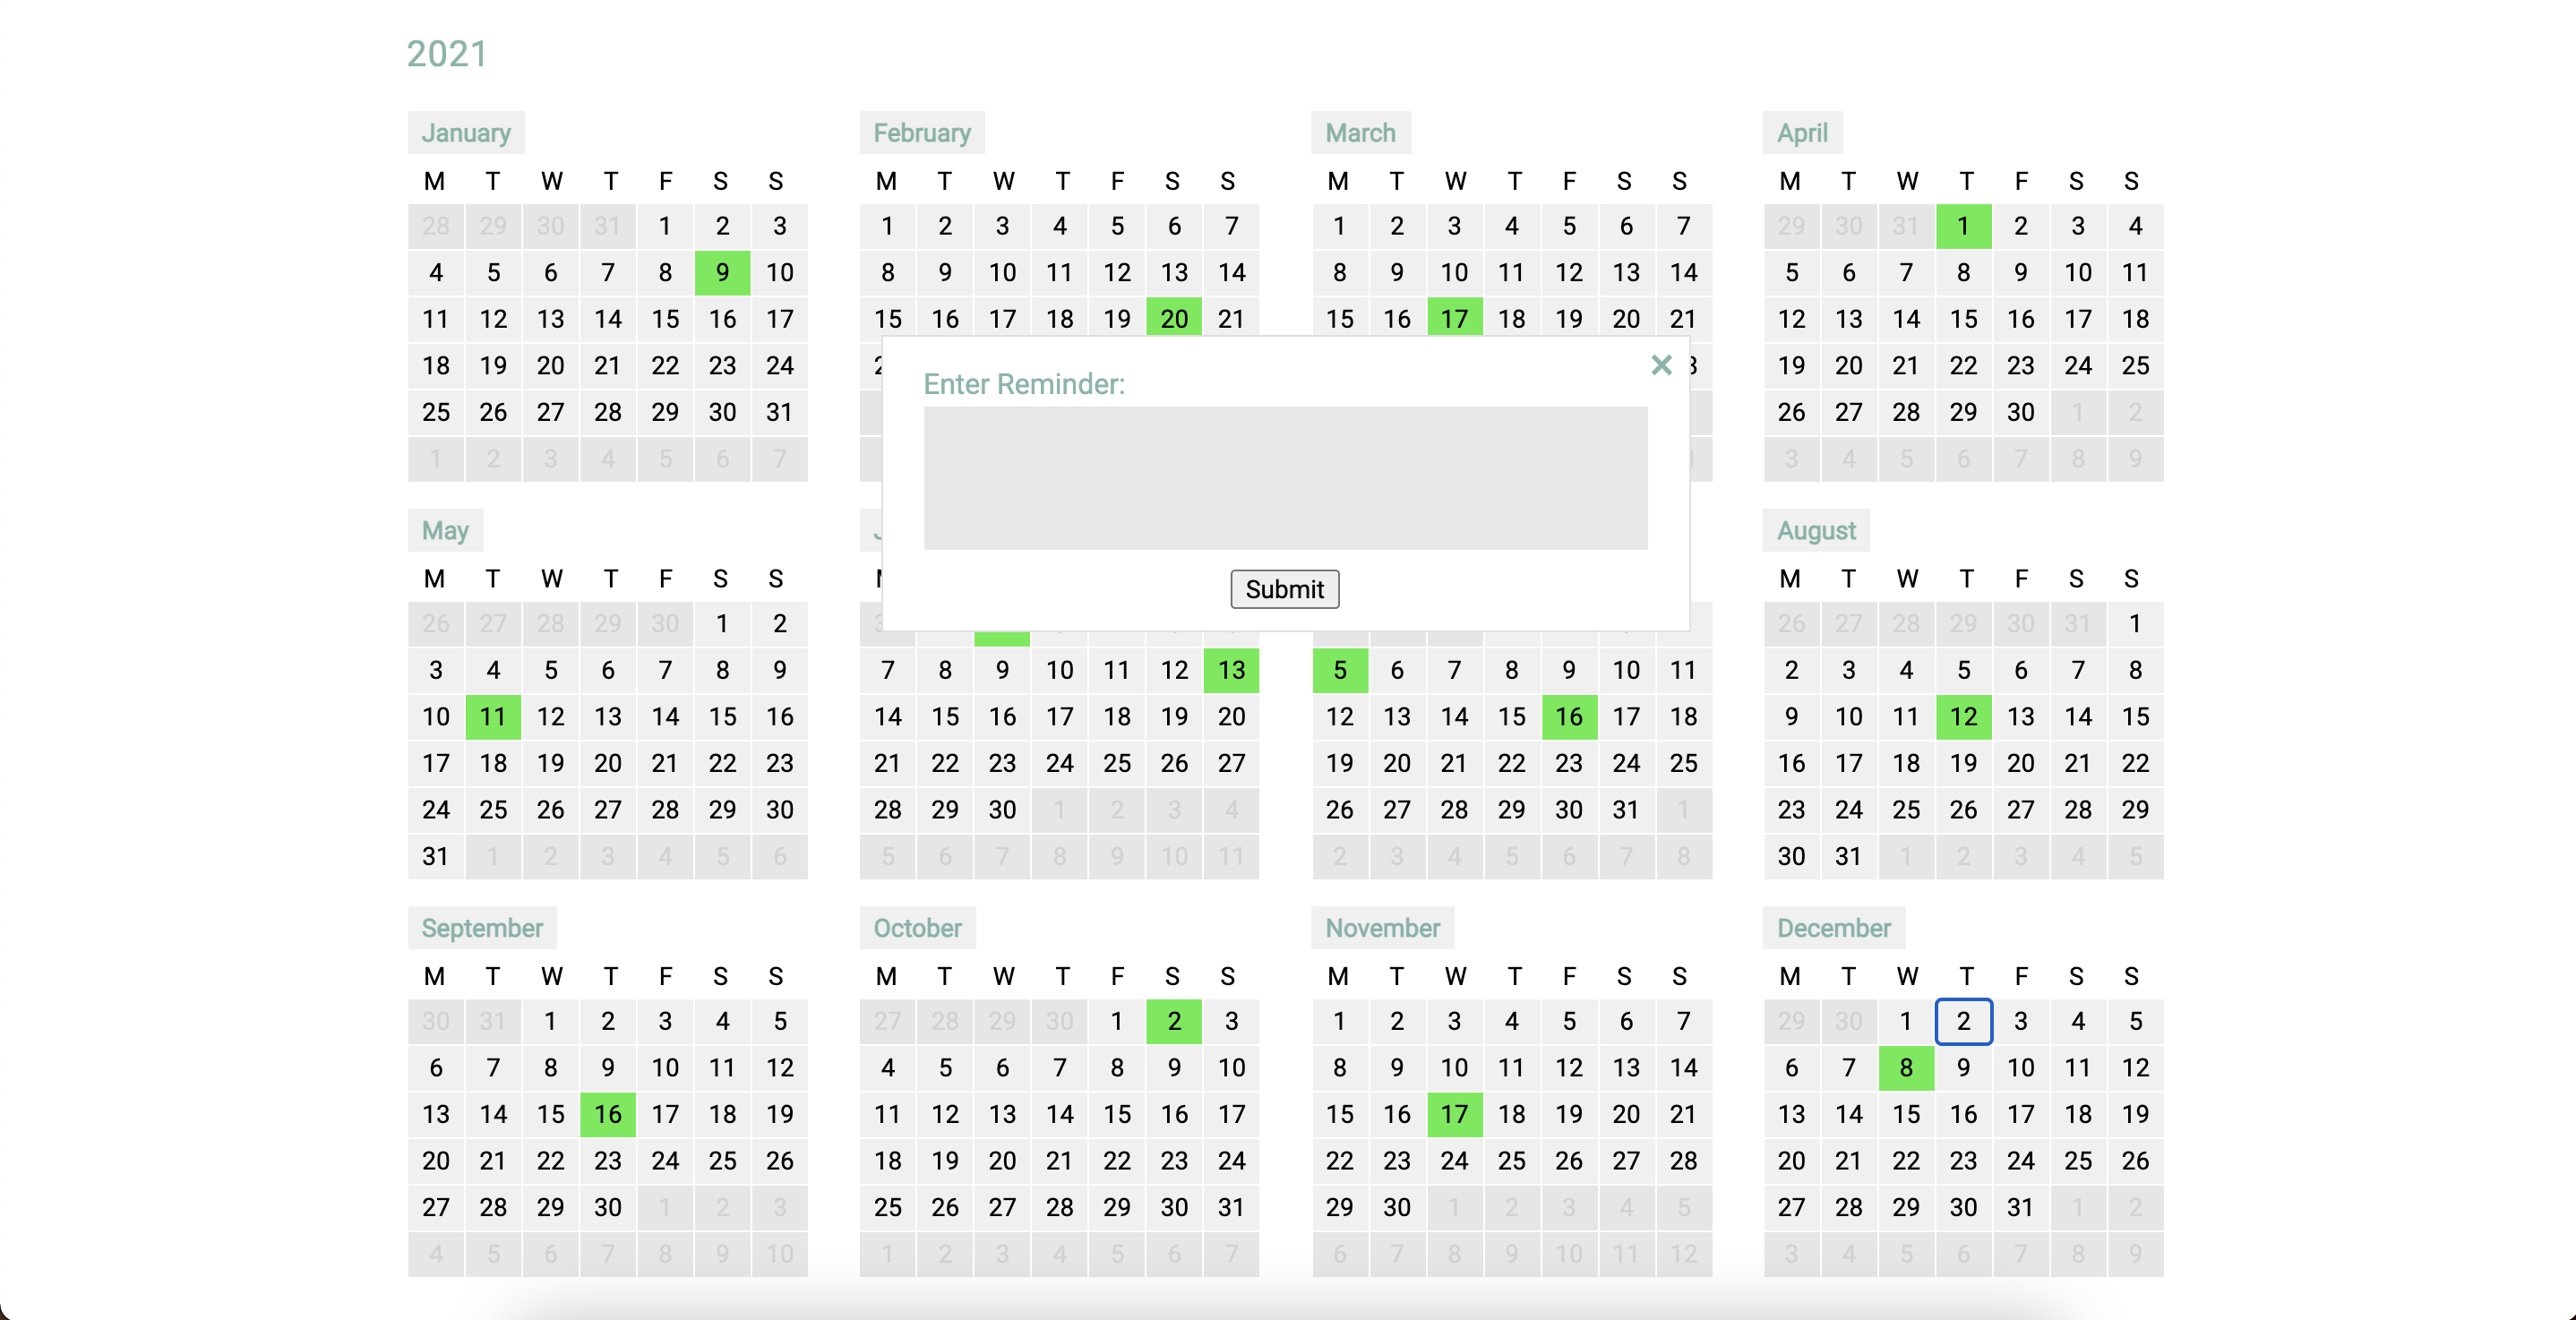 2021
January
M T W T F S S
28 29 30 31 1 2 3
4 5 6 7 8 9 10
11 12 13 14 15 16 17
18 19 20 21 22 23 24
25 26 27 28 29 30 31
1 2 3 4 5 6 7
February
M T W T F S S
1 2 3 4 5 6 7
8 9 10 11 12 13 14
15 16 17 18 19 20 21
March
M T W T F S S
1 2 3 4 5 6 7
8 9 10 11 12 13 14
15 16 17 18 19 20 21
April
M T W T F S S
29 30 31 1 2 3 4
5 6 7 8 9 10 11
12 13 14 15 16 17 18
19 20 21 22 23 24 25
26 27 28 29 30 1 2
3 4 5 6 7 8 9
×
Enter Reminder:
Submit
May
M T W T F S S
26 27 28 29 30 1 2
3 4 5 6 7 8 9
10 11 12 13 14 15 16
17 18 19 20 21 22 23
24 25 26 27 28 29 30
31 1 2 3 4 5 6
7 8 9 10 11 12 13
14 15 16 17 18 19 20
21 22 23 24 25 26 27
28 29 30 1 2 3 4
5 6 7 8 9 10 11
5 6 7 8 9 10 11
12 13 14 15 16 17 18
19 20 21 22 23 24 25
26 27 28 29 30 31 1
2 3 4 5 6 7 8
August
M T W T F S S
26 27 28 29 30 31 1
2 3 4 5 6 7 8
9 10 11 12 13 14 15
16 17 18 19 20 21 22
23 24 25 26 27 28 29
30 31 1 2 3 4 5
September
M T W T F S S
30 31 1 2 3 4 5
6 7 8 9 10 11 12
13 14 15 16 17 18 19
20 21 22 23 24 25 26
27 28 29 30 1 2 3
4 5 6 7 8 9 10
October
M T W T F S S
27 28 29 30 1 2 3
4 5 6 7 8 9 10
11 12 13 14 15 16 17
18 19 20 21 22 23 24
25 26 27 28 29 30 31
1 2 3 4 5 6 7
November
M T W T F S S
1 2 3 4 5 6 7
8 9 10 11 12 13 14
15 16 17 18 19 20 21
22 23 24 25 26 27 28
29 30 1 2 3 4 5
6 7 8 9 10 11 12
December
M T W T F S S
29 30 1 2 3 4 5
6 7 8 9 10 11 12
13 14 15 16 17 18 19
20 21 22 23 24 25 26
27 28 29 30 31 1 2
3 4 5 6 7 8 9